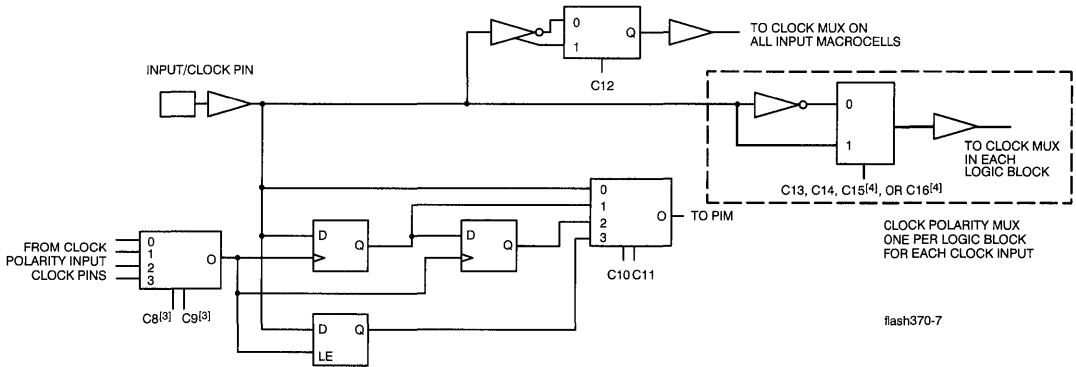 0
1
Q
C12
TO CLOCK MUX ON
ALL INPUT MACROCELLS
INPUT/CLOCK PIN
0
1
TO CLOCK MUX
IN EACH
LOGIC BLOCK
C13, C14, C15[4], OR C16[4]
0
1
2
3
O
TO PIM
C10 C11
CLOCK POLARITY MUX
ONE PER LOGIC BLOCK
FOR EACH CLOCK INPUT
D
Q
D
Q
FROM CLOCK
POLARITY INPUT
CLOCK PINS
0
1
2
3
O
C8[3]
C9[3]
D
Q
LE
flash370-7